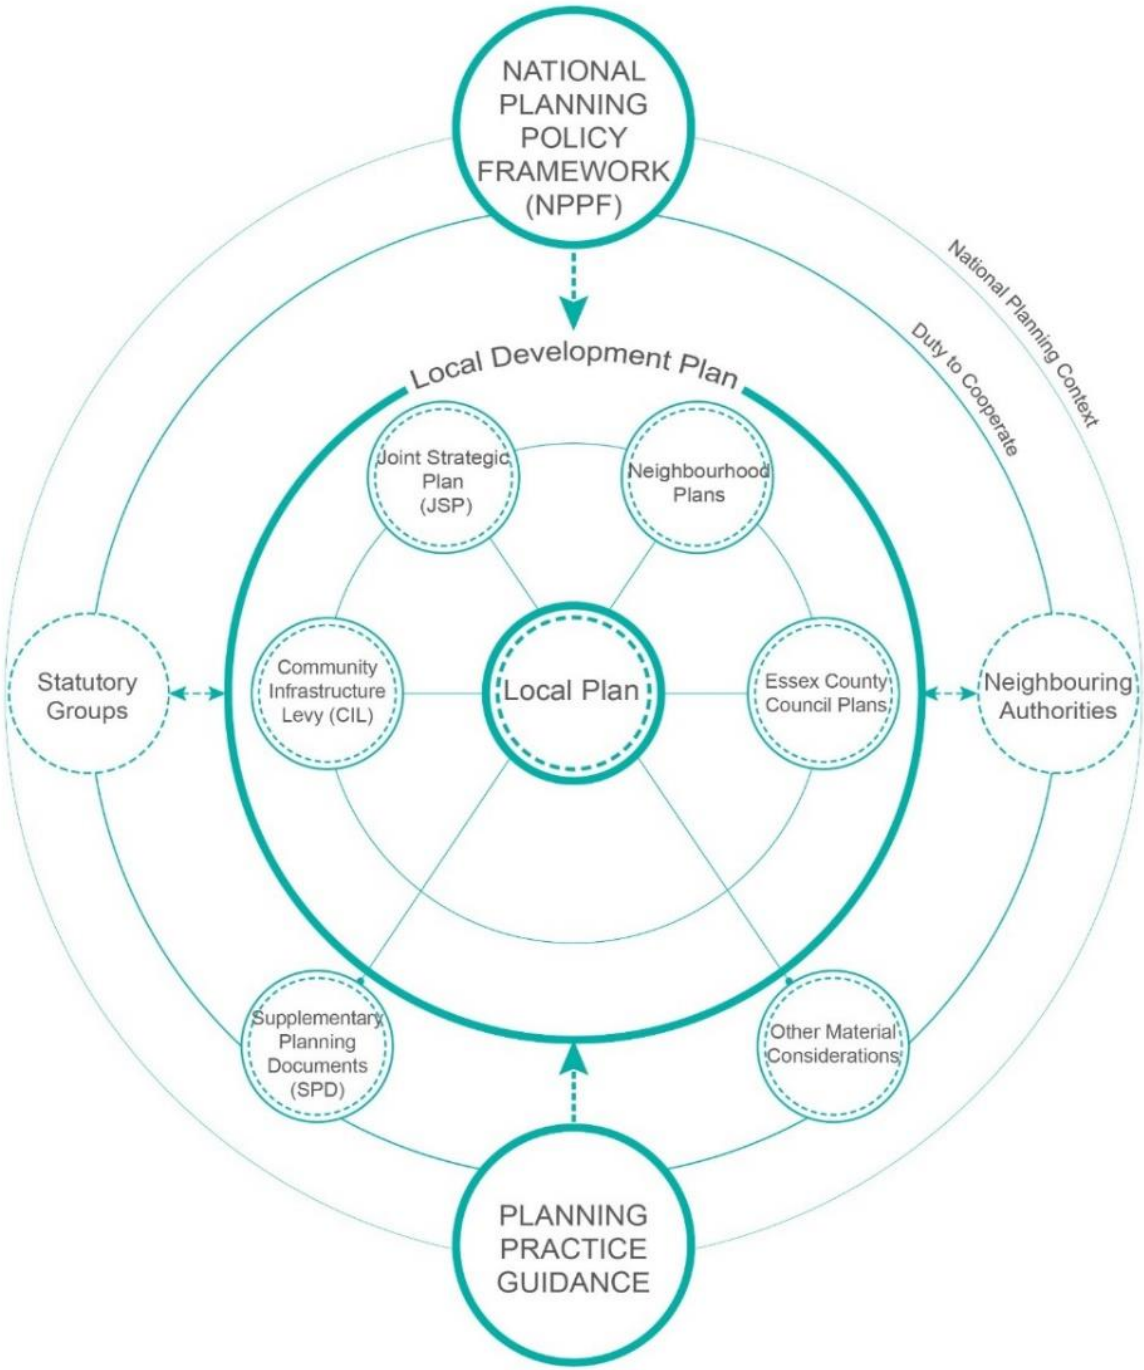 NATIONAL
PLANNING
POLICY
FRAMEWORK
(NPPF)
National Planning Context
Duty to Cooperate
Local Development Plan
Joint Strategic
Plan
(JSP)
Neighbourhood
Plans
Statutory
Groups
Community
Infrastructure
Levy (CIL)
Local Plan
Essex County
Council Plans
Neighbouring
Authorities
Supplementary
Planning
Documents
(SPD)
Other Material
Considerations
PLANNING
PRACTICE
GUIDANCE